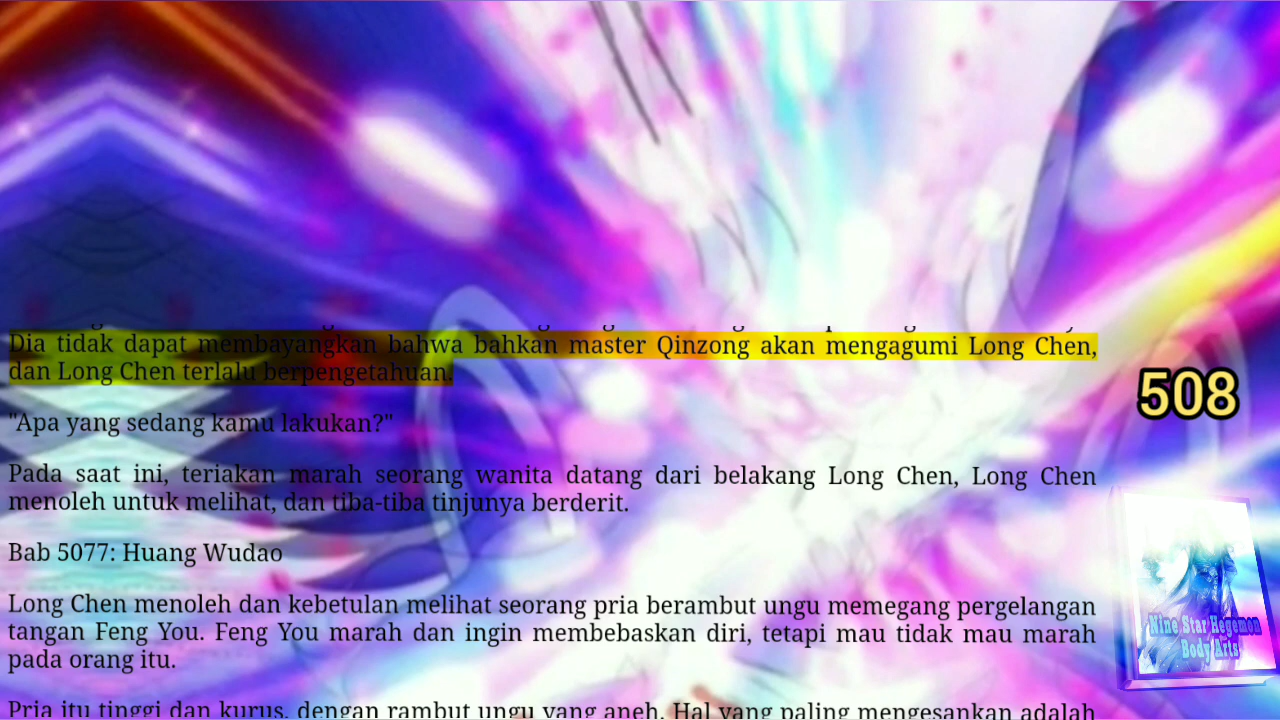 Dia tidak dapat membayangkan bahwa bahkan master Qinzong akan mengagumi Long Chen,
dan Long Chen terlalu berpengetahuan.
"Apa yang sedang kamu lakukan?"
Pada saat ini, teriakan marah seorang wanita datang dari belakang Long Chen, Long Chen
menoleh untuk melihat, dan tiba-tiba tinjunya berderit.
Bab 5077: Huang Wudao
Long Chen menoleh dan kebetulan melihat seorang pria berambut ungu memegang pergelangan
tangan Feng You. Feng You marah dan ingin membebaskan diri, tetapi mau tidak mau marah
pada orang itu.
Pria itu tinggi dan kurus, dengan rambut ungu yang aneh. Hal yang paling mengesankan adalah
508
Nine Star Hegemon
Body Arts